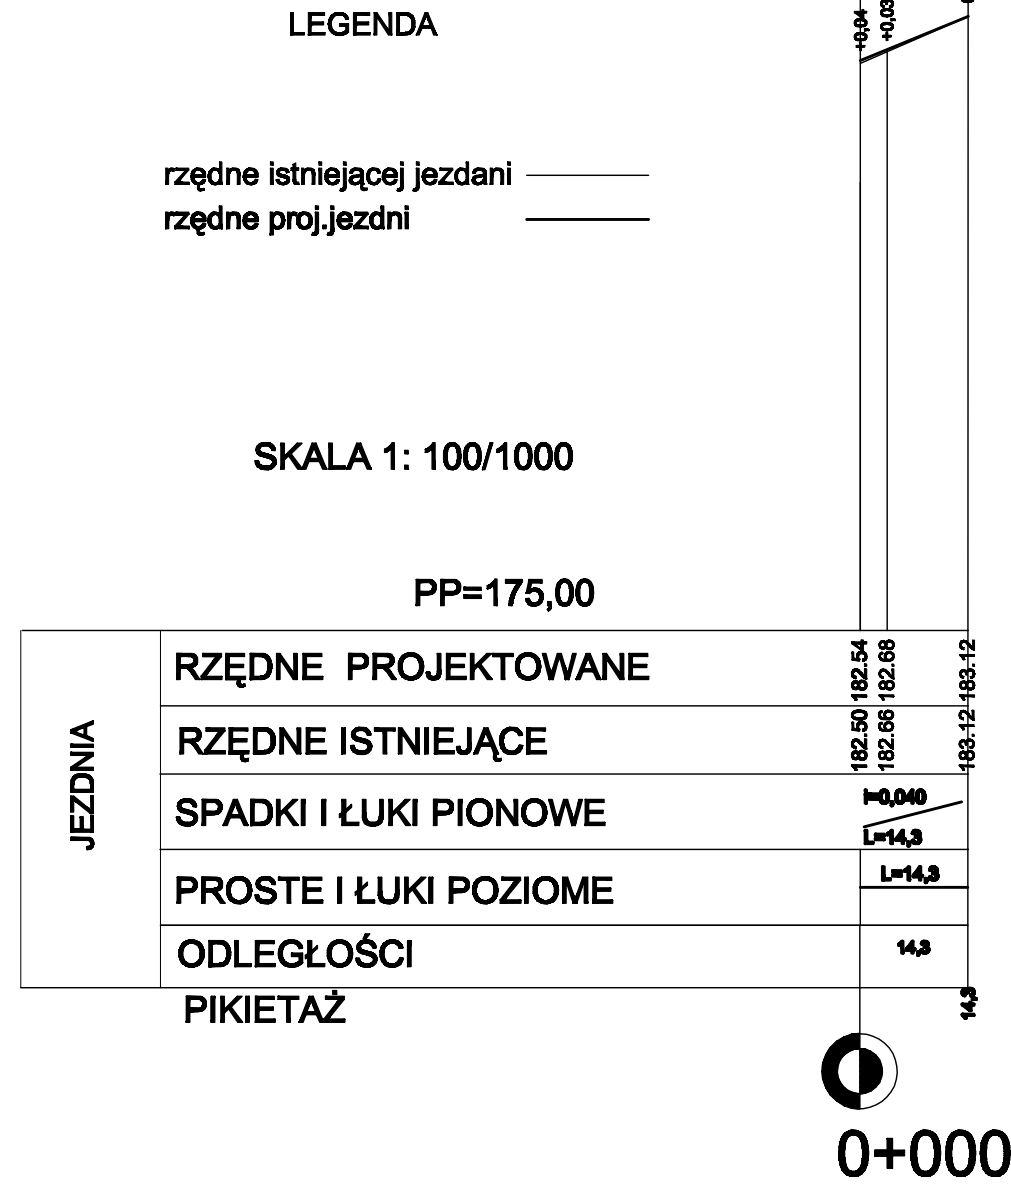 LEGENDA
+0,04
+0,03
rzędne istniejącej jezdani
rzędne proj.jezdni
SKALA 1: 100/1000
PP=175,00
JEZDNIA
RZĘDNE PROJEKTOWANE
182.54
182.68
183.12
RZĘDNE ISTNIEJĄCE
182.50
182.66
183.12
SPADKI I ŁUKI PIONOWE
i=0,040
L=14,3
PROSTE I ŁUKI POZIOME
L=14,3
ODLEGŁOŚCI
14,3
PIKIETAŻ
14,3
0+000